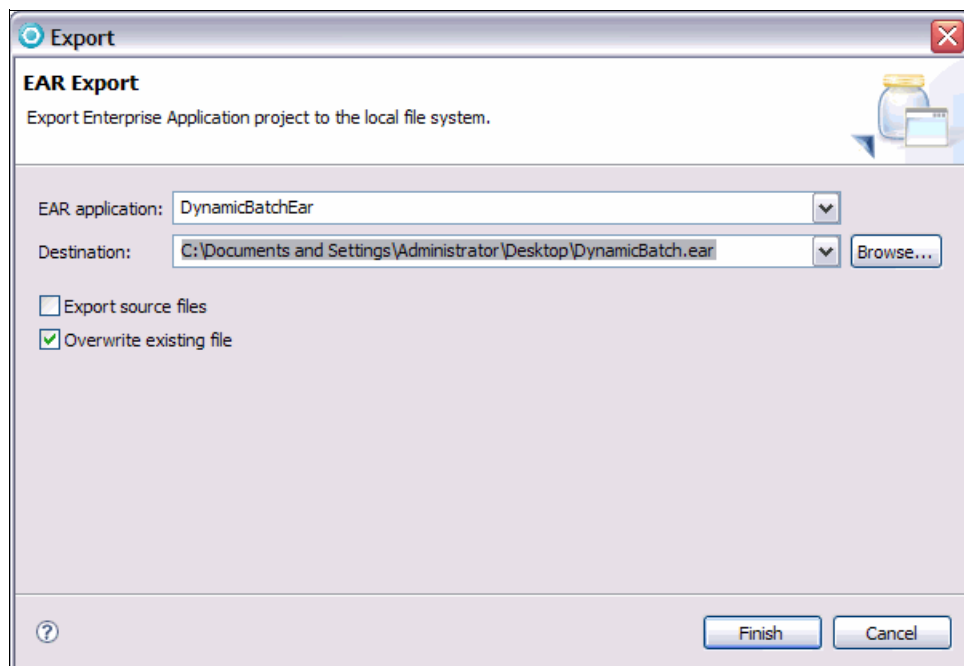 Export
EAR Export
Export Enterprise Application project to the local file system.
EAR application: DynamicBatchEar
Destination: C:\Documents and Settings\Administrator\Desktop\DynamicBatch.ear Browse...
Export source files
Overwrite existing file
? Finish Cancel